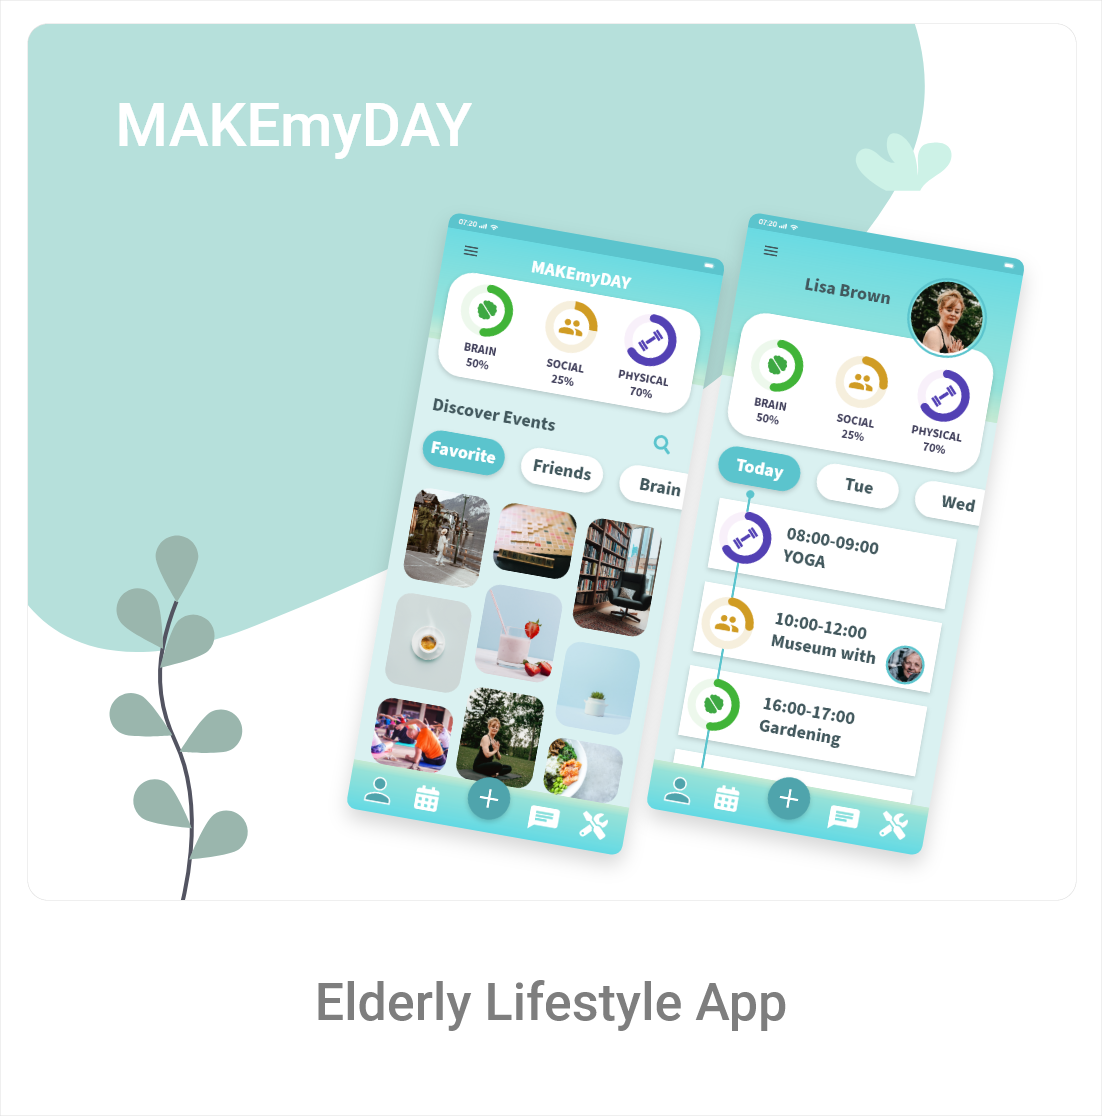 MAKEmyDAY
07:20
MAKEmyDAY
BRAIN
50%
SOCIAL
25%
PHYSICAL
70%
Discover Events
Favorite
Friends
Brain
07:20
Lisa Brown
BRAIN
50%
SOCIAL
25%
PHYSICAL
70%
Today
Tue
Wed
08:00-09:00
YOGA
10:00-12:00
Museum with
16:00-17:00
Gardening
Elderly Lifestyle App